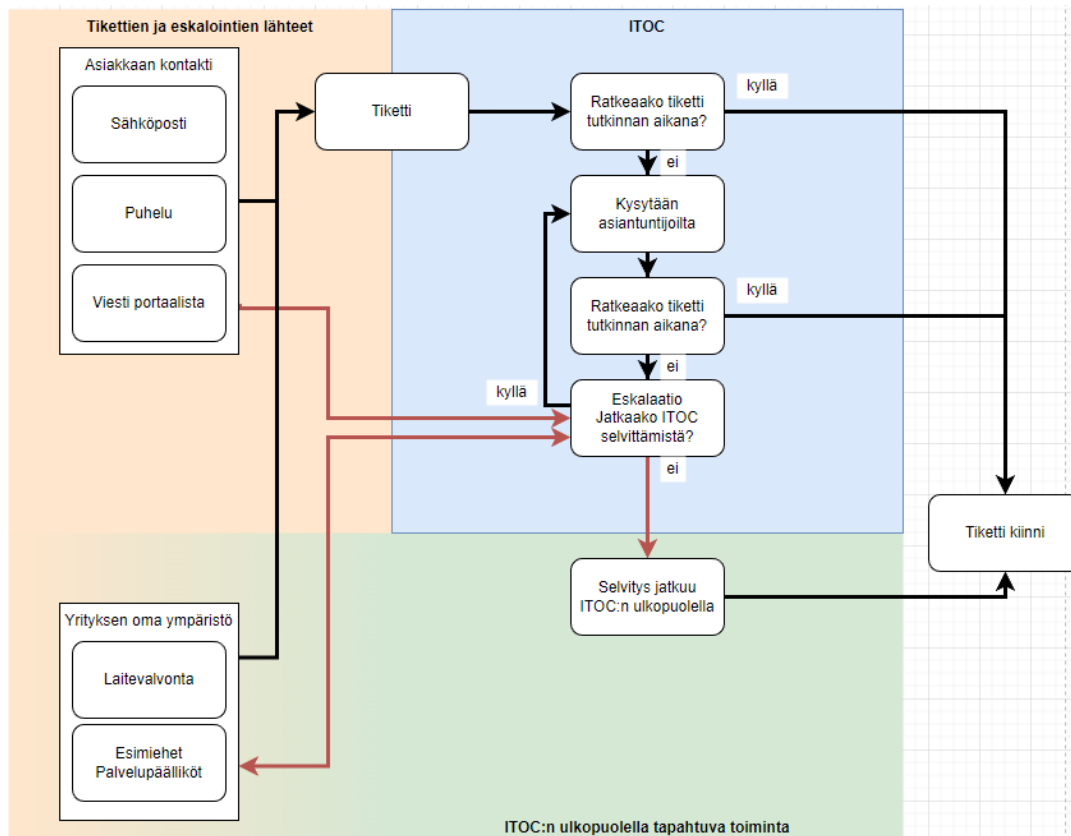 Tikettien ja eskalointien lähteet
ITOC
Asiakkaan kontakti
Sähköposti
Puhelu
Viesti portaalista
Tiketti
Ratkeaako tiketti
tutkinnan aikana?
kyllä
ei
Kysytään
asiantuntijoilta
Ratkeaako tiketti
tutkinnan aikana?
kyllä
ei
kyllä
Eskalaatio
Jatkaako ITOC
selvittämistä?
ei
Tiketti kiinni
Selvitys jatkuu
ITOC:n ulkopuolella
Yrityksen oma ympäristö
Laitevalvonta
Esimiehet
Palvelupäälliköt
ITOC:n ulkopuolella tapahtuva toiminta